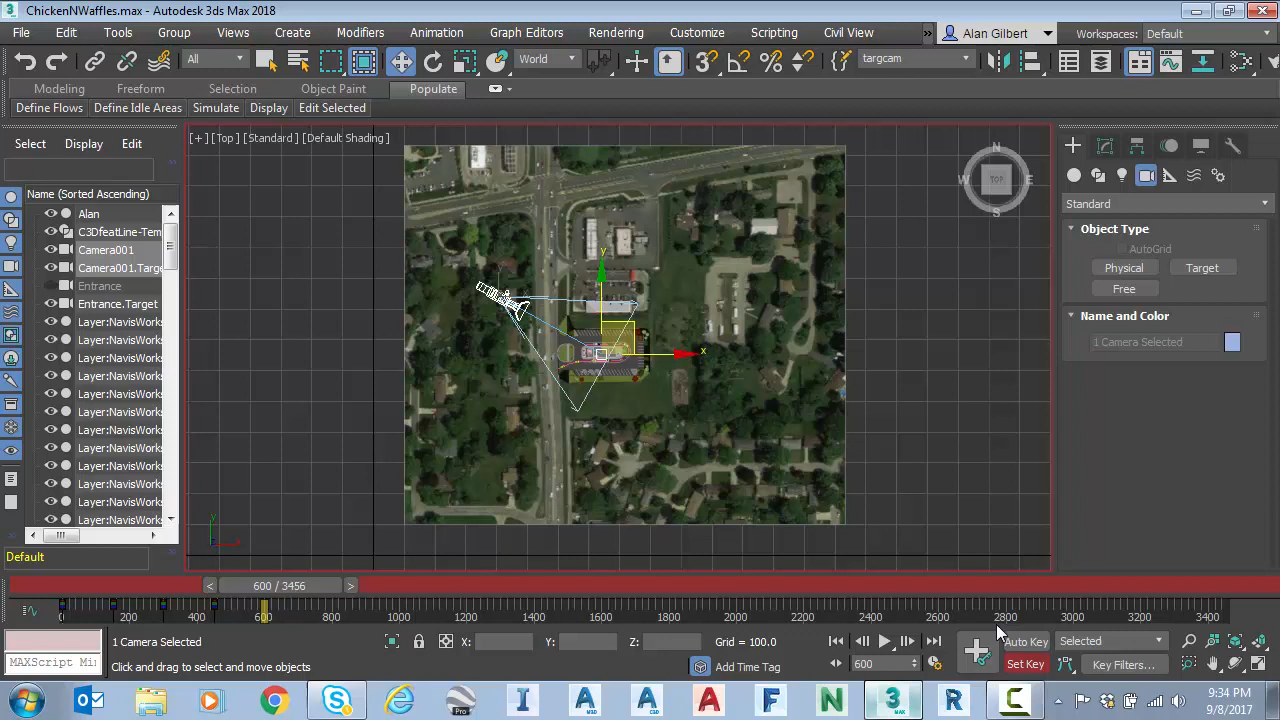 ChickenNWaffles.max - Autodesk 3ds Max 2018
File Edit Tools Group Views Create Modifiers Animation Graph Editors Rendering Customize Scripting Civil View » Alan Gilbert Workspaces: Default
All World targcam
Modeling Freeform Selection Object Paint Populate
Define Flows Define Idle Areas Simulate Display Edit Selected
Select Display Edit
[+] [Top] [Standard] [Default Shading]
Name (Sorted Ascending)
Alan
C3DfeatLine-Tem
Camera001
Camera001.Targe
Entrance
Entrance.Target
Layer:NavisWork
Layer:NavisWork
Layer:NavisWork
Layer:NavisWork
Layer:NavisWork
Layer:NavisWork
Layer:NavisWork
Layer:NavisWork
Layer:NavisWork
Layer:NavisWork
Layer:NavisWork
Layer:NavisWork
Default
y
x
y
N
W TOP E
S
Standard
Object Type
AutoGrid
Physical Target
Free
Name and Color
1 Camera Selected
< 600 / 3456 >
0 200 400 600 800 1000 1200 1400 1600 1800 2000 2200 2400 2600 2800 3000 3200 3400
1 Camera Selected X: Y: Z: Grid = 100.0 Auto Key Selected
MAXScript Mi Click and drag to select and move objects Add Time Tag 600 Set Key Key Filters...
Pro
MAX
9:34 PM
9/8/2017